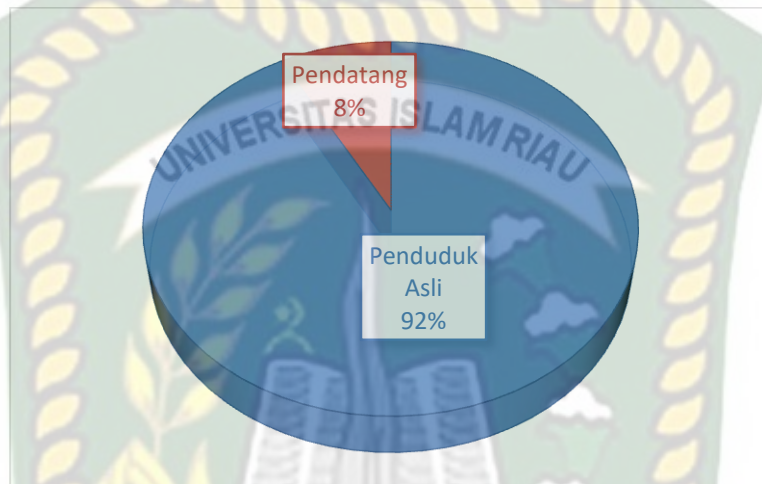 Pendatang
8%
UNIVERSITAS ISLAM RIAU
Penduduk
Asli
92%